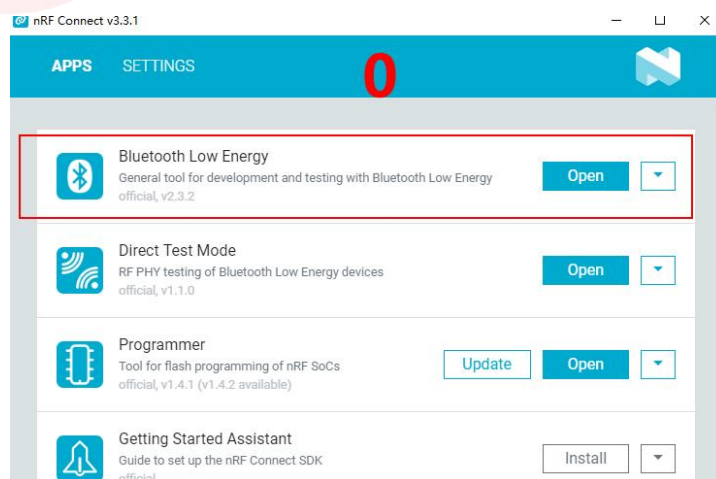 nRF Connect v3.3.1
APPS SETTINGS
0
Bluetooth Low Energy
General tool for development and testing with Bluetooth Low Energy
Open
official, v2.3.2
Direct Test Mode
RF PHY testing of Bluetooth Low Energy devices
Open
official, v1.1.0
Programmer
Tool for flash programming of nRF SoCs
Update Open
official, v1.4.1 (v1.4.2 available)
Getting Started Assistant
Guide to set up the nRF Connect SDK
Install
official